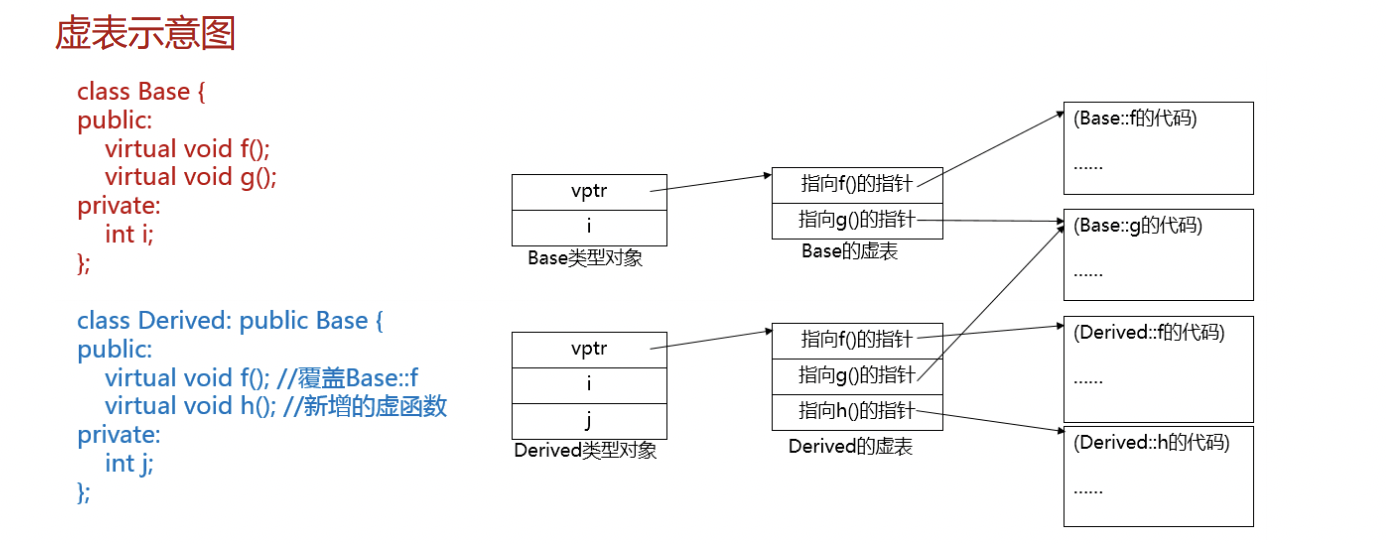 虚表示意图
class Base {
public:
virtual void f();
virtual void g();
private:
int i;
};
class Derived: public Base {
public:
virtual void f(); //覆盖Base::f
virtual void h(); //新增的虚函数
private:
int j;
};
vptr
i
Base类型对象
指向f()的指针
指向g()的指针
Base的虚表
(Base::f的代码)
......
(Base::g的代码)
......
vptr
i
j
Derived类型对象
指向f()的指针
指向g()的指针
指向h()的指针
Derived的虚表
(Derived::f的代码)
......
(Derived::h的代码)
......